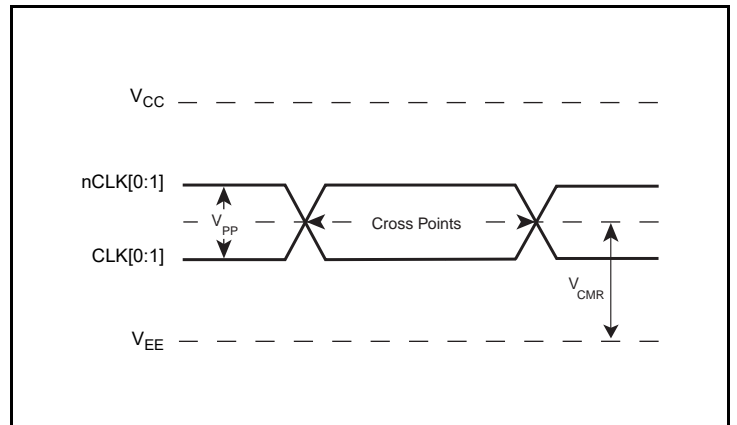 VCC
nCLK[0:1]
VPP
Cross Points
CLK[0:1]
VCMR
VEE